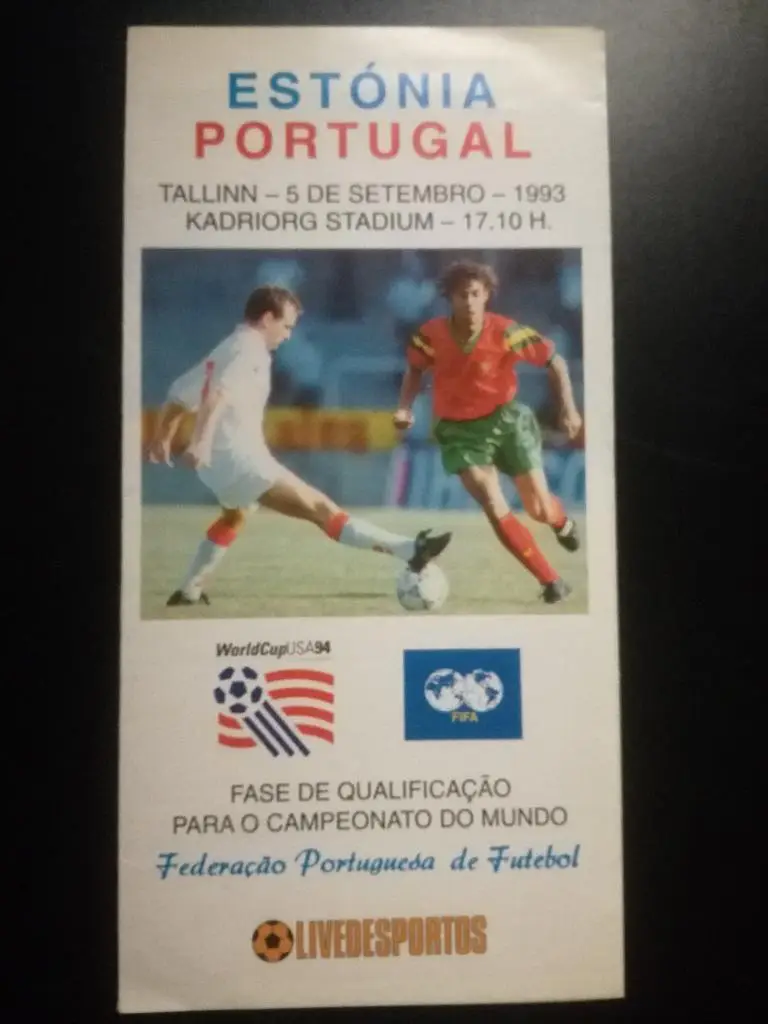 ESTÓNIA
PORTUGAL
TALLINN – 5 DE SETEMBRO – 1993
KADRIORG STADIUM – 17.10 H.
WorldCupUSA94
FIFA
FASE DE QUALIFICAÇÃO
PARA O CAMPEONATO DO MUNDO
Federação Portuguesa de Futebol
OLIVEDESPORTOS